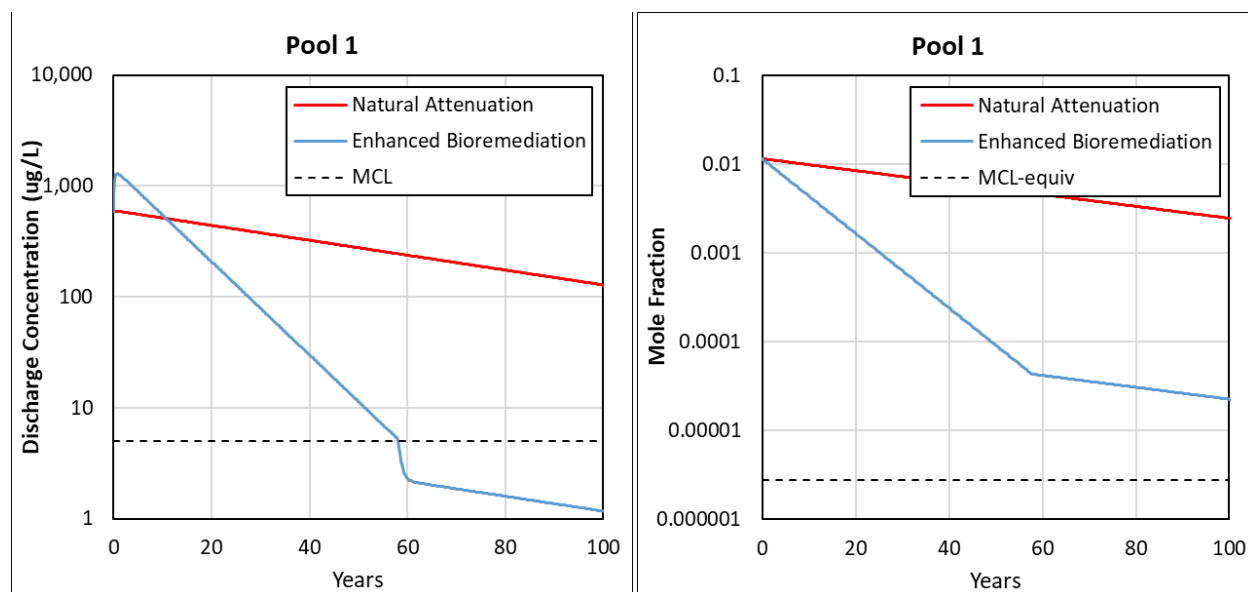 Pool 1
10,000
1,000
100
10
1
Discharge Concentration (ug/L)
Natural Attenuation
Enhanced Bioremediation
MCL
0 20 40 60 80 100
Years
Pool 1
0.1
0.01
0.001
0.0001
0.00001
0.000001
Mole Fraction
Natural Attenuation
Enhanced Bioremediation
MCL-equiv
0 20 40 60 80 100
Years